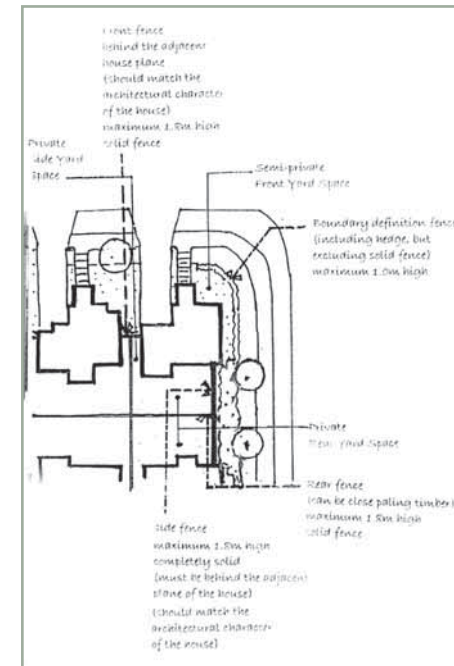 Front fence
behind the adjacent
house plane
(should match the
architectural character
of the house)
maximum 1.8m high
solid fence
Private
Side Yard
Space
Semi-private
Front Yard Space
Boundary definition fence
(including hedge, but
excluding solid fence)
maximum 1.0m high
Private
Rear Yard Space
Rear fence
(can be close paling timber)
maximum 1.8m high
solid fence
Side fence
maximum 1.8m high
completely solid
(must be behind the adjacent
plane of the house)
(should match the
architectural character
of the house)